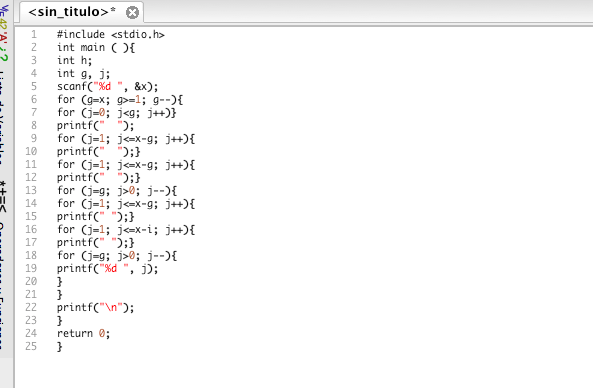 <sin_titulo>*
1 #include <stdio.h>
2 int main ( ){
3 int h;
4 int g, j;
5 scanf("%d ", &x);
6 for (g=x; g>=1; g--){
7 for (j=0; j<g; j++)}
8 printf("  ");
9 for (j=1; j<=x-g; j++){
10 printf("  ");}
11 for (j=1; j<=x-g; j++){
12 printf("  ");}
13 for (j=g; j>0; j--){
14 for (j=1; j<=x-g; j++){
15 printf(" ");}
16 for (j=1; j<=x-i; j++){
17 printf(" ");}
18 for (j=g; j>0; j--){
19 printf("%d ", j);
20 }
21 }
22 printf("\n");
23 }
24 return 0;
25 }